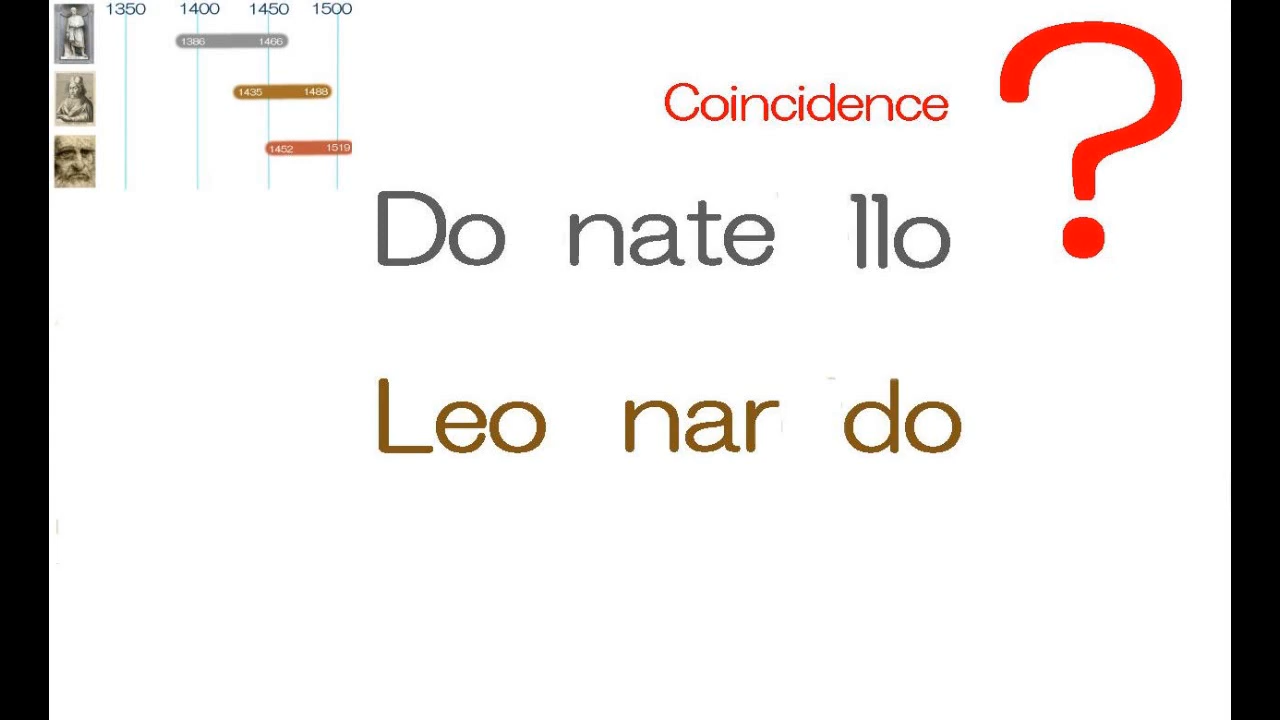 1350 1400 1450 1500
1386 1466
1435 1488
1452 1519
Coincidence ?
Do nate llo
Leo nar do